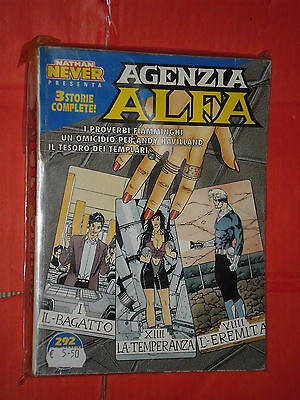 NATHAN
NEVER
PRESENTA
3 STORIE
COMPLETE!
AGENZIA
ALFA
I PROVERBI FIAMMINGHI
UN OMICIDIO PER ANDY HAVILLAND
IL TESORO DEI TEMPLARI
I
IL-BAGATTO
XIIII
LA-TEMPERANZA
VIIII
L'-EREMITA
292
€ 5.50